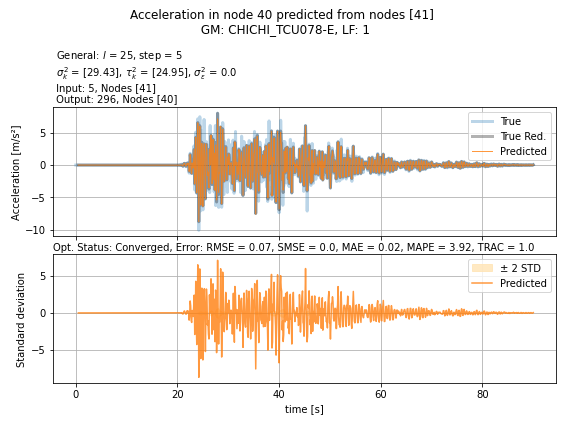 Acceleration in node 40 predicted from nodes [41]
GM: CHICHI_TCU078-E, LF: 1
General: l = 25, step = 5
σ²ₖ = [29.43], τ²ₖ = [24.95], σ²ₑ = 0.0
Input: 5, Nodes [41]
Output: 296, Nodes [40]
True
True Red.
Predicted
Acceleration [m/s²]
5
0
−5
−10
Opt. Status: Converged, Error: RMSE = 0.07, SMSE = 0.0, MAE = 0.02, MAPE = 3.92, TRAC = 1.0
± 2 STD
Predicted
Standard deviation
5
0
−5
0 20 40 60 80
time [s]